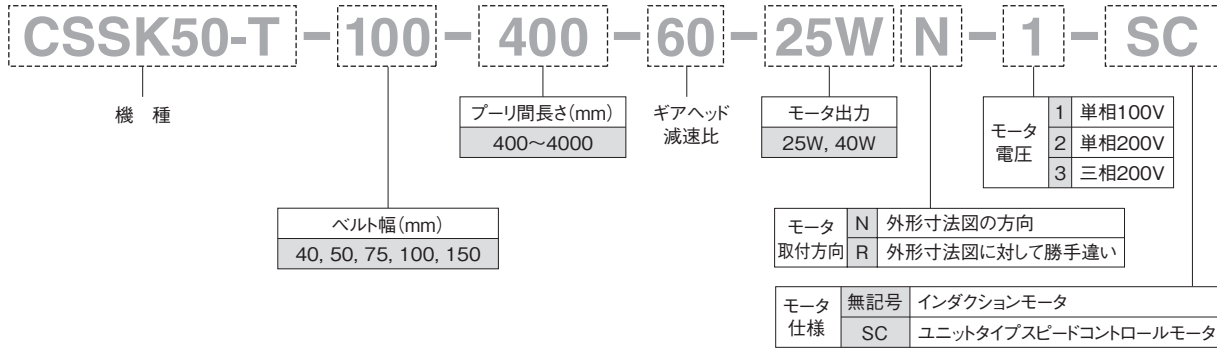 CSSK50-T-100-400-60-25WN-1-SC
機 種
プーリ間長さ(mm)
400~4000
ギアヘッド
減速比
モータ出力
25W, 40W
モータ
電圧
1 単相100V
2 単相200V
3 三相200V
ベルト幅(mm)
40, 50, 75, 100, 150
モータ
取付方向
N 外形寸法図の方向
R 外形寸法図に対して勝手違い
モータ
仕様
無記号 インダクションモータ
SC ユニットタイプスピードコントロールモータ